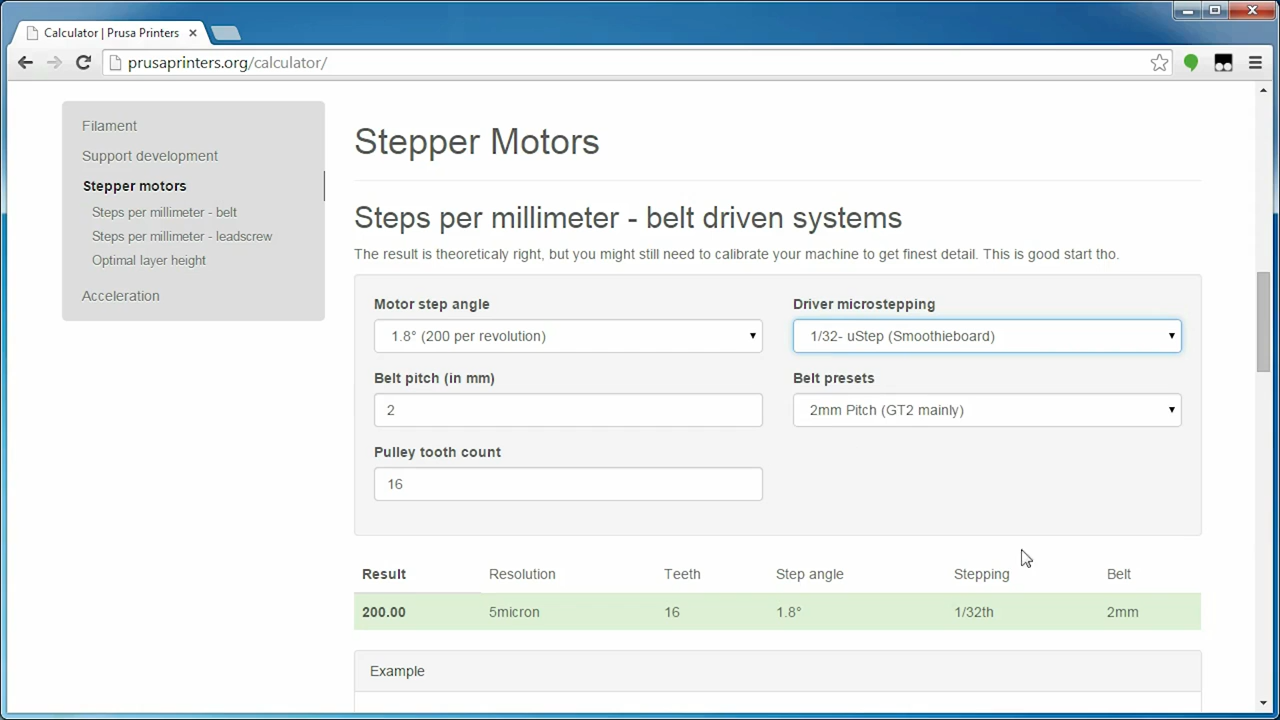 Calculator | Prusa Printers
prusaprinters.org/calculator/
Filament
Support development
Stepper motors
Steps per millimeter - belt
Steps per millimeter - leadscrew
Optimal layer height
Acceleration
Stepper Motors
Steps per millimeter - belt driven systems
The result is theoreticaly right, but you might still need to calibrate your machine to get finest detail. This is good start tho.
Motor step angle
1.8° (200 per revolution)
Driver microstepping
1/32- uStep (Smoothieboard)
Belt pitch (in mm)
2
Belt presets
2mm Pitch (GT2 mainly)
Pulley tooth count
16
Result Resolution Teeth Step angle Stepping Belt
200.00 5micron 16 1.8° 1/32th 2mm
Example